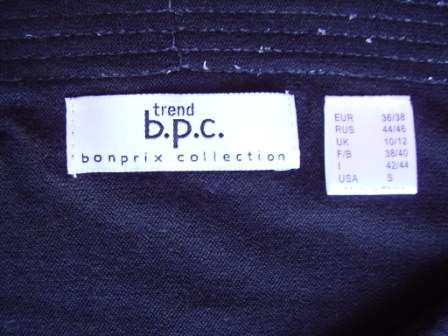 trend
b.p.c.
bonprix collection
EUR 36/38
RUS 44/46
UK 10/12
F/B 38/40
I 42/44
USA S